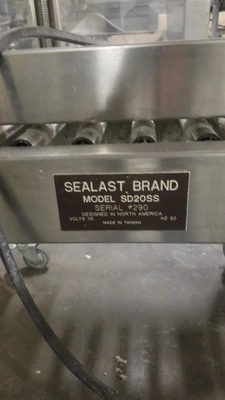 SEALAST BRAND
MODEL SD20SS
SERIAL #290
DESIGNED IN NORTH AMERICA
VOLTS 110 HZ 60
MADE IN TAIWAN